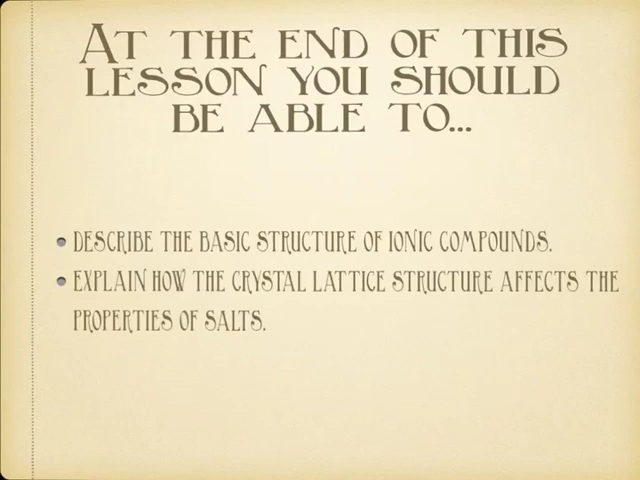 At the end of this
lesson you should
be able to...
• Describe the basic structure of ionic compounds.
• Explain how the crystal lattice structure affects the
properties of salts.